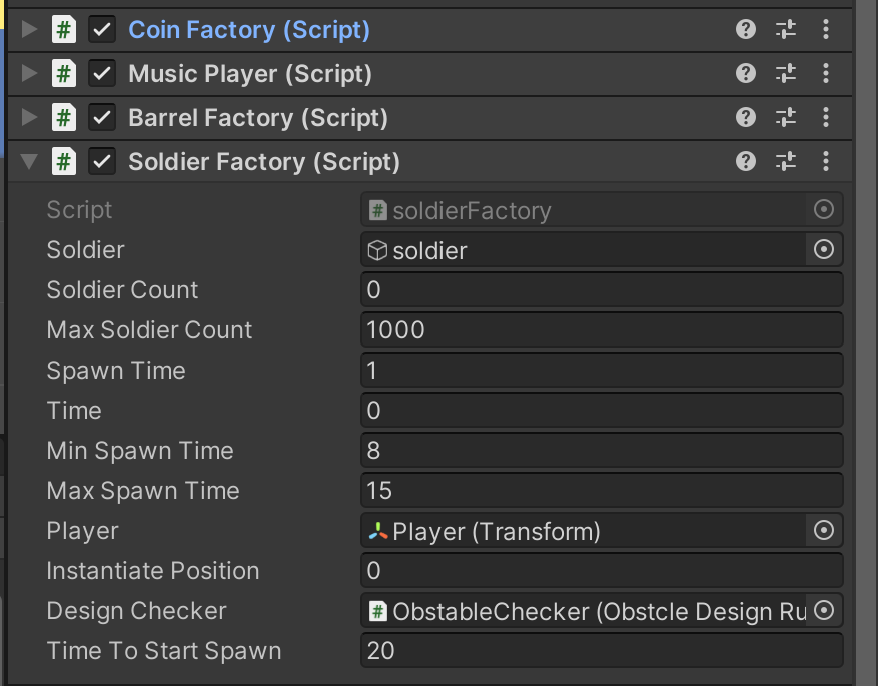 Coin Factory (Script)
Music Player (Script)
Barrel Factory (Script)
Soldier Factory (Script)
Script # soldierFactory
Soldier soldier
Soldier Count 0
Max Soldier Count 1000
Spawn Time 1
Time 0
Min Spawn Time 8
Max Spawn Time 15
Player Player (Transform)
Instantiate Position 0
Design Checker # ObstableChecker (Obstcle Design Ru
Time To Start Spawn 20